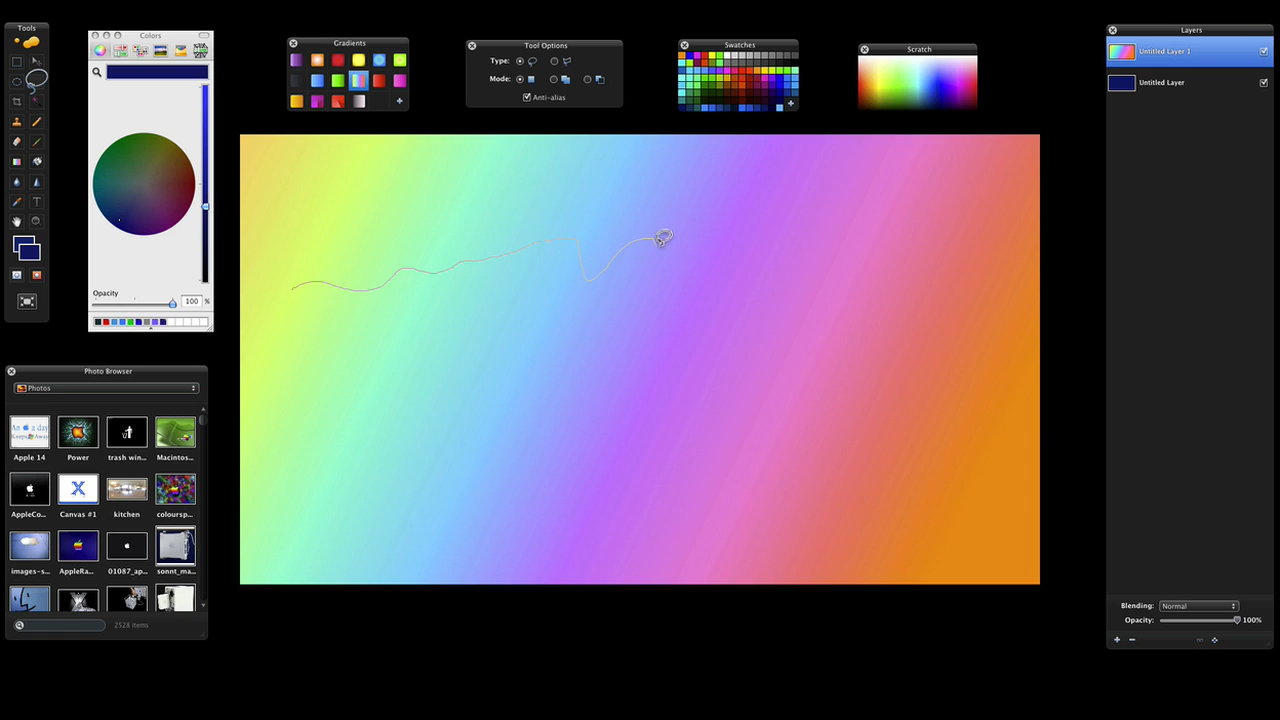 Tools
Colors
Opacity
100 %
Gradients
Tool Options
Type:
Mode:
Anti-alias
Swatches
Scratch
Layers
Untitled Layer 1
Untitled Layer
Blending: Normal
Opacity: 100%
Photo Browser
Photos
Apple 14
Power
trash win...
Macintos...
AppleCo...
Canvas #1
kitchen
coloursp...
images-s...
AppleRa...
01087_ap...
sonnt_ma...
2528 items